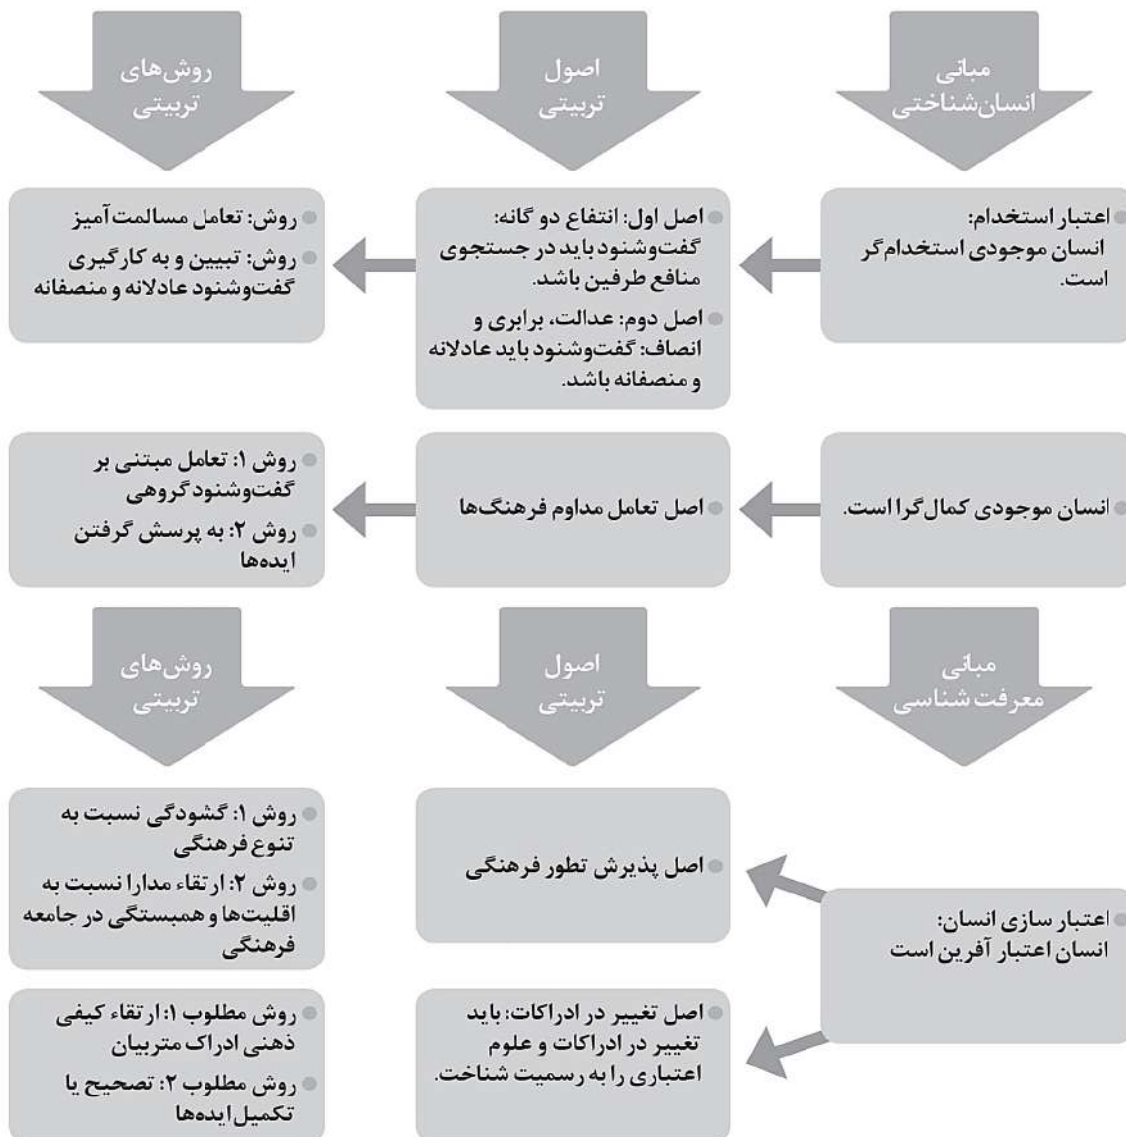 مبانی
انسان‌شناختی
اصول
تربیتی
روش‌های
تربیتی
اعتبار استخدام:
انسان موجودی استخدام‌گر
است.
اصل اول: انتفاع دو گانه:
گفت‌وشنود باید در جستجوی
منافع طرفین باشد.
اصل دوم: عدالت، برابری و
انصاف: گفت‌وشنود باید عادلانه
و منصفانه باشد.
روش: تعامل مسالمت‌آمیز
روش: تبیین و به کارگیری
گفت‌وشنود عادلانه و منصفانه
انسان موجودی کمال‌گرا است.
اصل تعامل مداوم فرهنگ‌ها
روش ۱: تعامل مبتنی بر
گفت‌وشنود گروهی
روش ۲: به پرسش گرفتن
ایده‌ها
مبانی
معرفت شناسی
اصول
تربیتی
روش‌های
تربیتی
اعتبار سازی انسان:
انسان اعتبار آفرین است
اصل پذیرش تطور فرهنگی
روش ۱: گشودگی نسبت به
تنوع فرهنگی
روش ۲: ارتقاء مدارا نسبت به
اقلیت‌ها و همبستگی در جامعه
فرهنگی
اصل تغییر در ادراکات: باید
تغییر در ادراکات و علوم
اعتباری را به رسمیت شناخت.
روش مطلوب ۱: ارتقاء کیفی
ذهنی ادراک متربیان
روش مطلوب ۲: تصحیح یا
تکمیل ایده‌ها